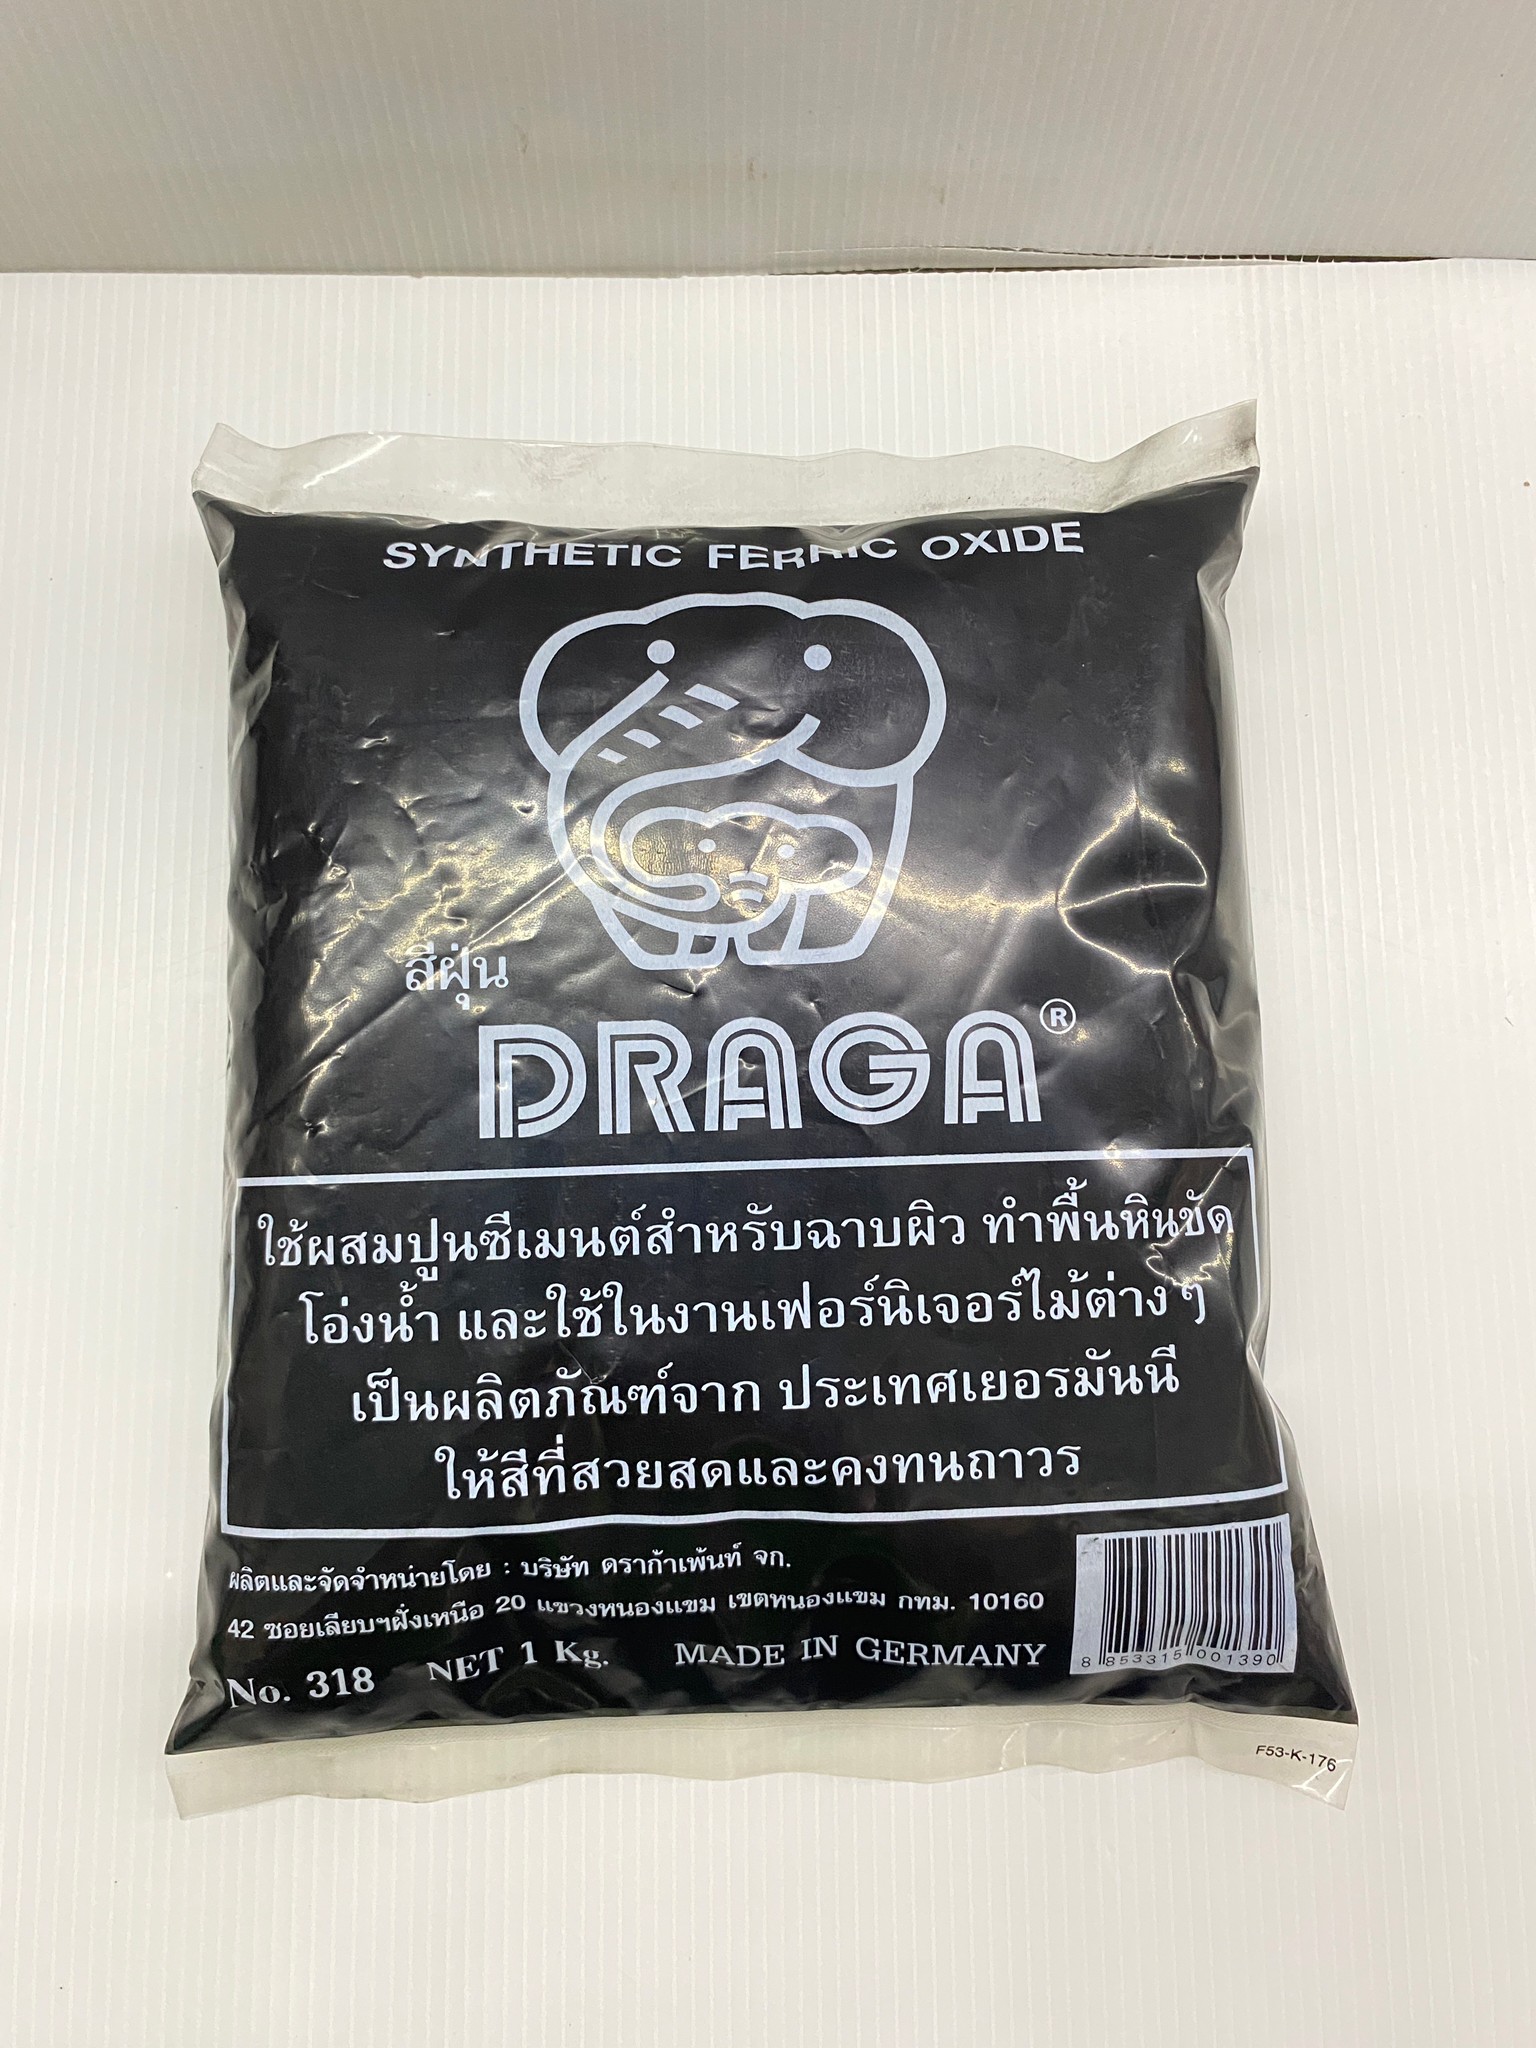 SYNTHETIC FERRIC OXIDE
สีฝุ่น
DRAGA®
ใช้ผสมปูนซีเมนต์สำหรับฉาบผิว ทำพื้นหินขัด
โอ่งน้ำ และใช้ในงานเฟอร์นิเจอร์ไม้ต่างๆ
เป็นผลิตภัณฑ์จาก ประเทศเยอรมันนี
ให้สีที่สวยสดและคงทนถาวร
ผลิตและจัดจำหน่ายโดย : บริษัท ดราก้าเพ้นท์ จก.
42 ซอยเลียบฯฝั่งเหนือ 20 แขวงหนองแขม เขตหนองแขม กทม. 10160
No. 318 NET 1 Kg. MADE IN GERMANY
8 853315 001390
F53-K-176